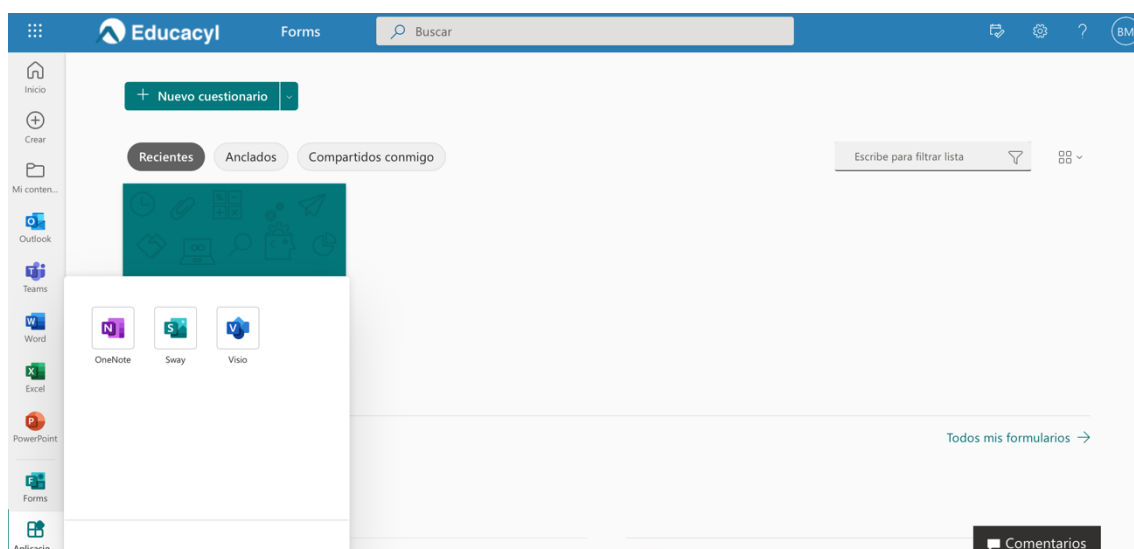 Educacyl Forms Buscar BM
Inicio
Crear
Mi conten...
Outlook
Teams
Word
Excel
PowerPoint
Forms
Aplicacio...
+ Nuevo cuestionario
Recientes Anclados Compartidos conmigo Escribe para filtrar lista
OneNote Sway Visio
Todos mis formularios →
Comentarios